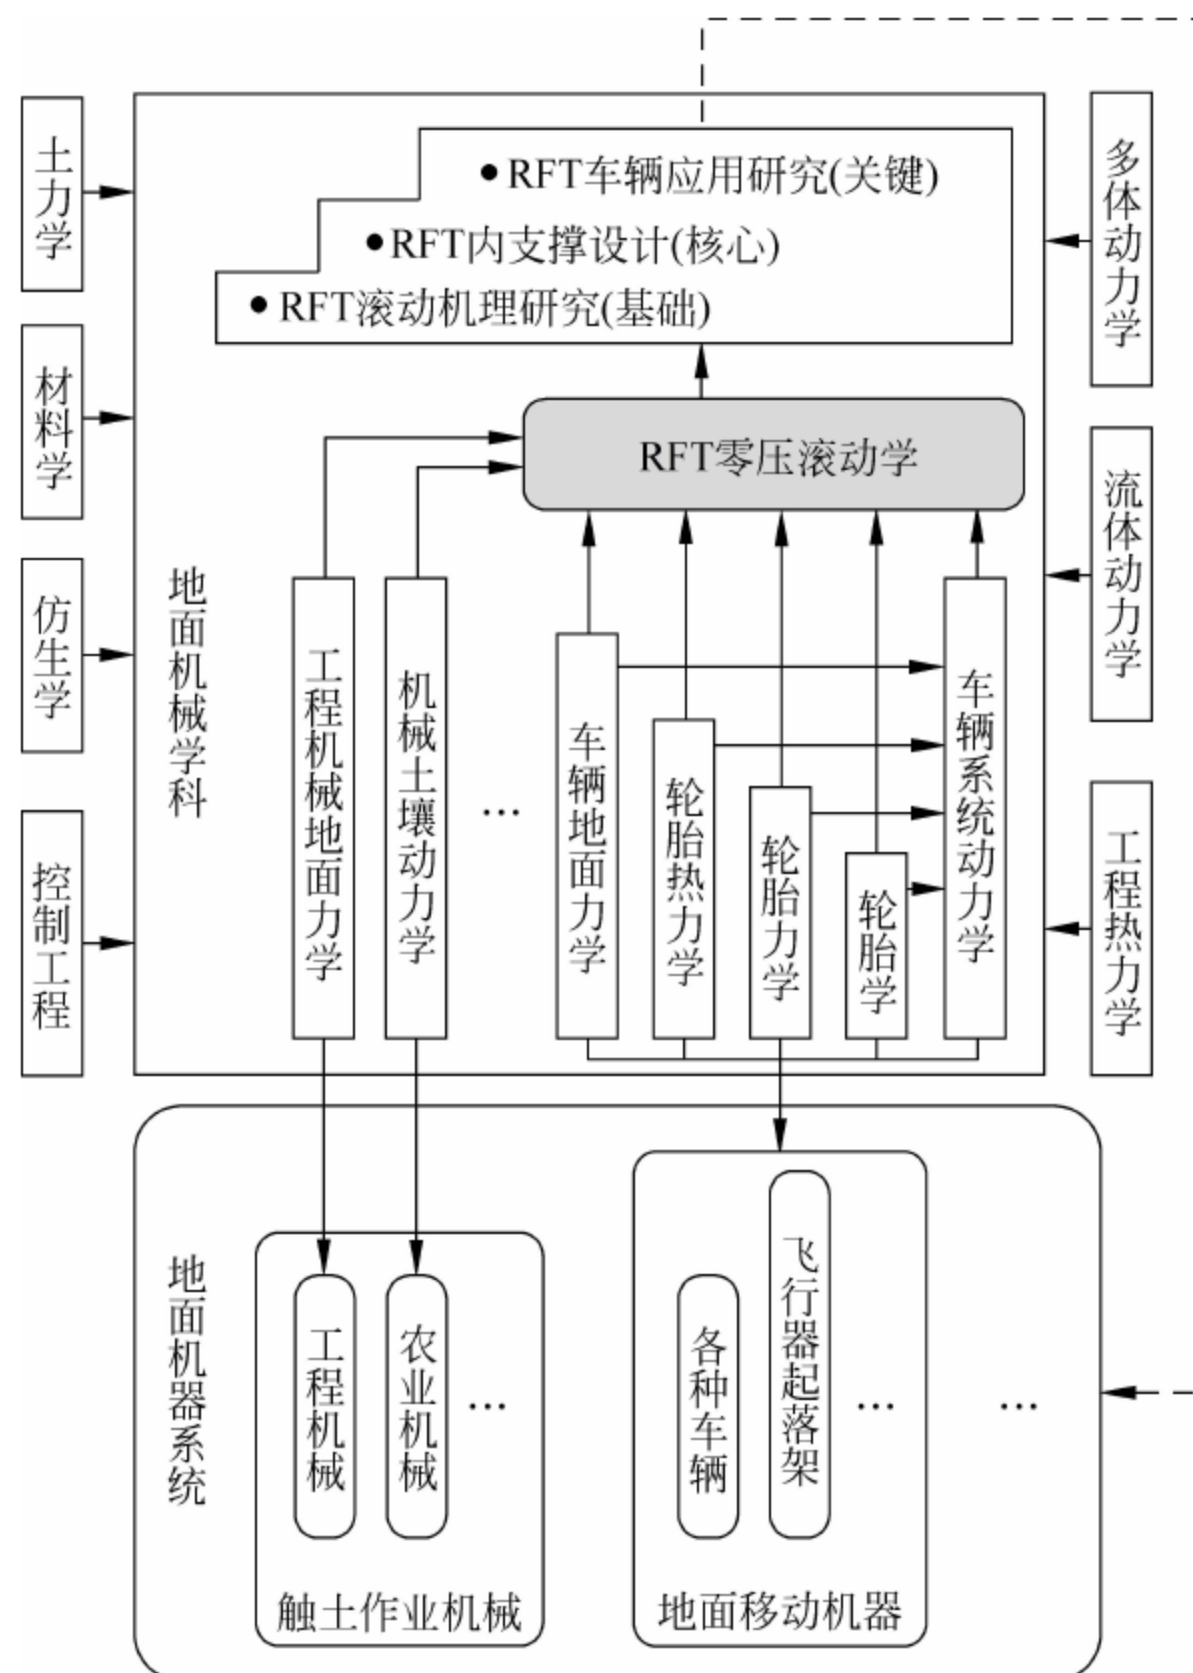 土力学
材料学
仿生学
控制工程
地面机械学科
•RFT车辆应用研究(关键)
•RFT内支撑设计(核心)
•RFT滚动机理研究(基础)
RFT零压滚动学
工程机械地面力学
机械土壤动力学
…
车辆地面力学
轮胎热力学
轮胎力学
轮胎学
车辆系统动力学
多体动力学
流体动力学
工程热力学
地面机器系统
工程机械
农业机械
…
触土作业机械
各种车辆
飞行器起落架
…
地面移动机器
…